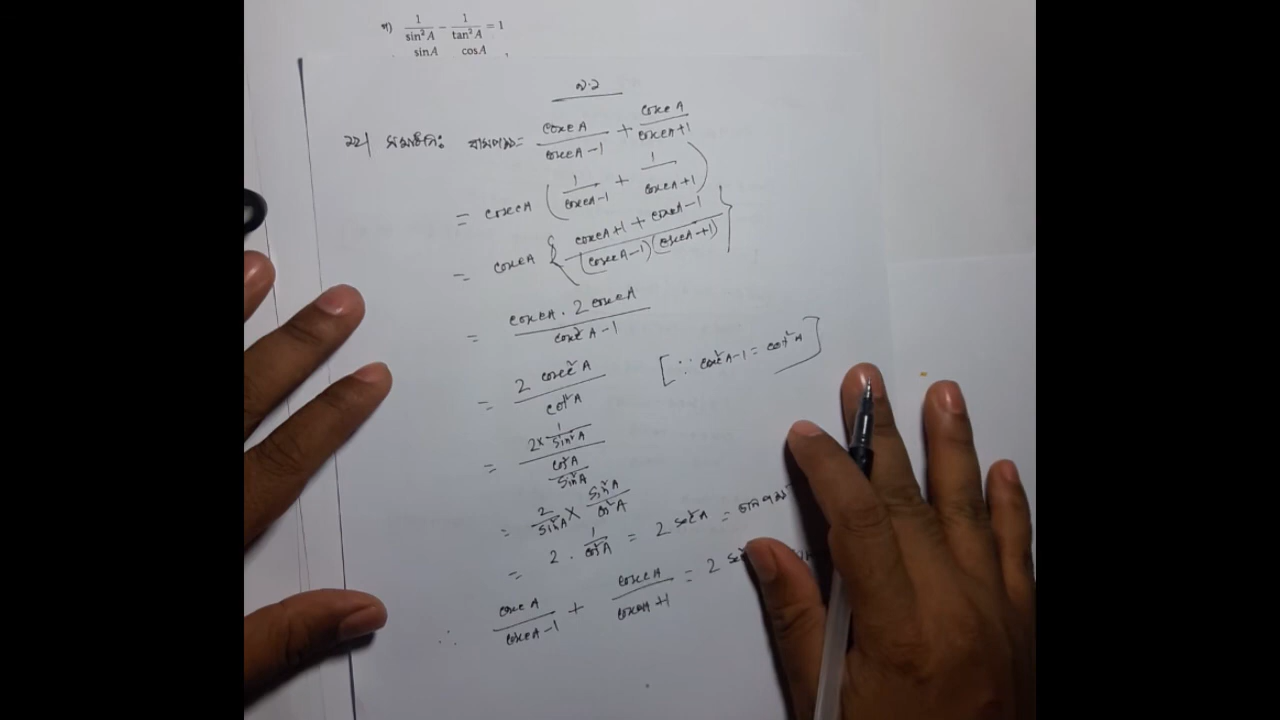 গ) 1/sin²A − 1/tan²A = 1
sinA cosA ,
৯.২
২২। সমাধান: বামপক্ষ = cosecA/cosecA−1 + cosecA/cosecA+1
= cosecA (1/cosecA−1 + 1/cosecA+1)
= cosecA {cosecA+1 + cosecA−1/(cosecA−1)(cosecA+1)}
= cosecA · 2 cosecA/cosec²A−1
= 2 cosec²A/cot²A [∵ cosec²A−1 = cot²A]
= 2× 1/sin²A / cos²A/sin²A
= 2/sin²A × sin²A/cos²A
= 2 · 1/cos²A = 2 sec²A = ডানপক্ষ
∴ cosecA/cosecA−1 + cosecA/cosecA+1 = 2